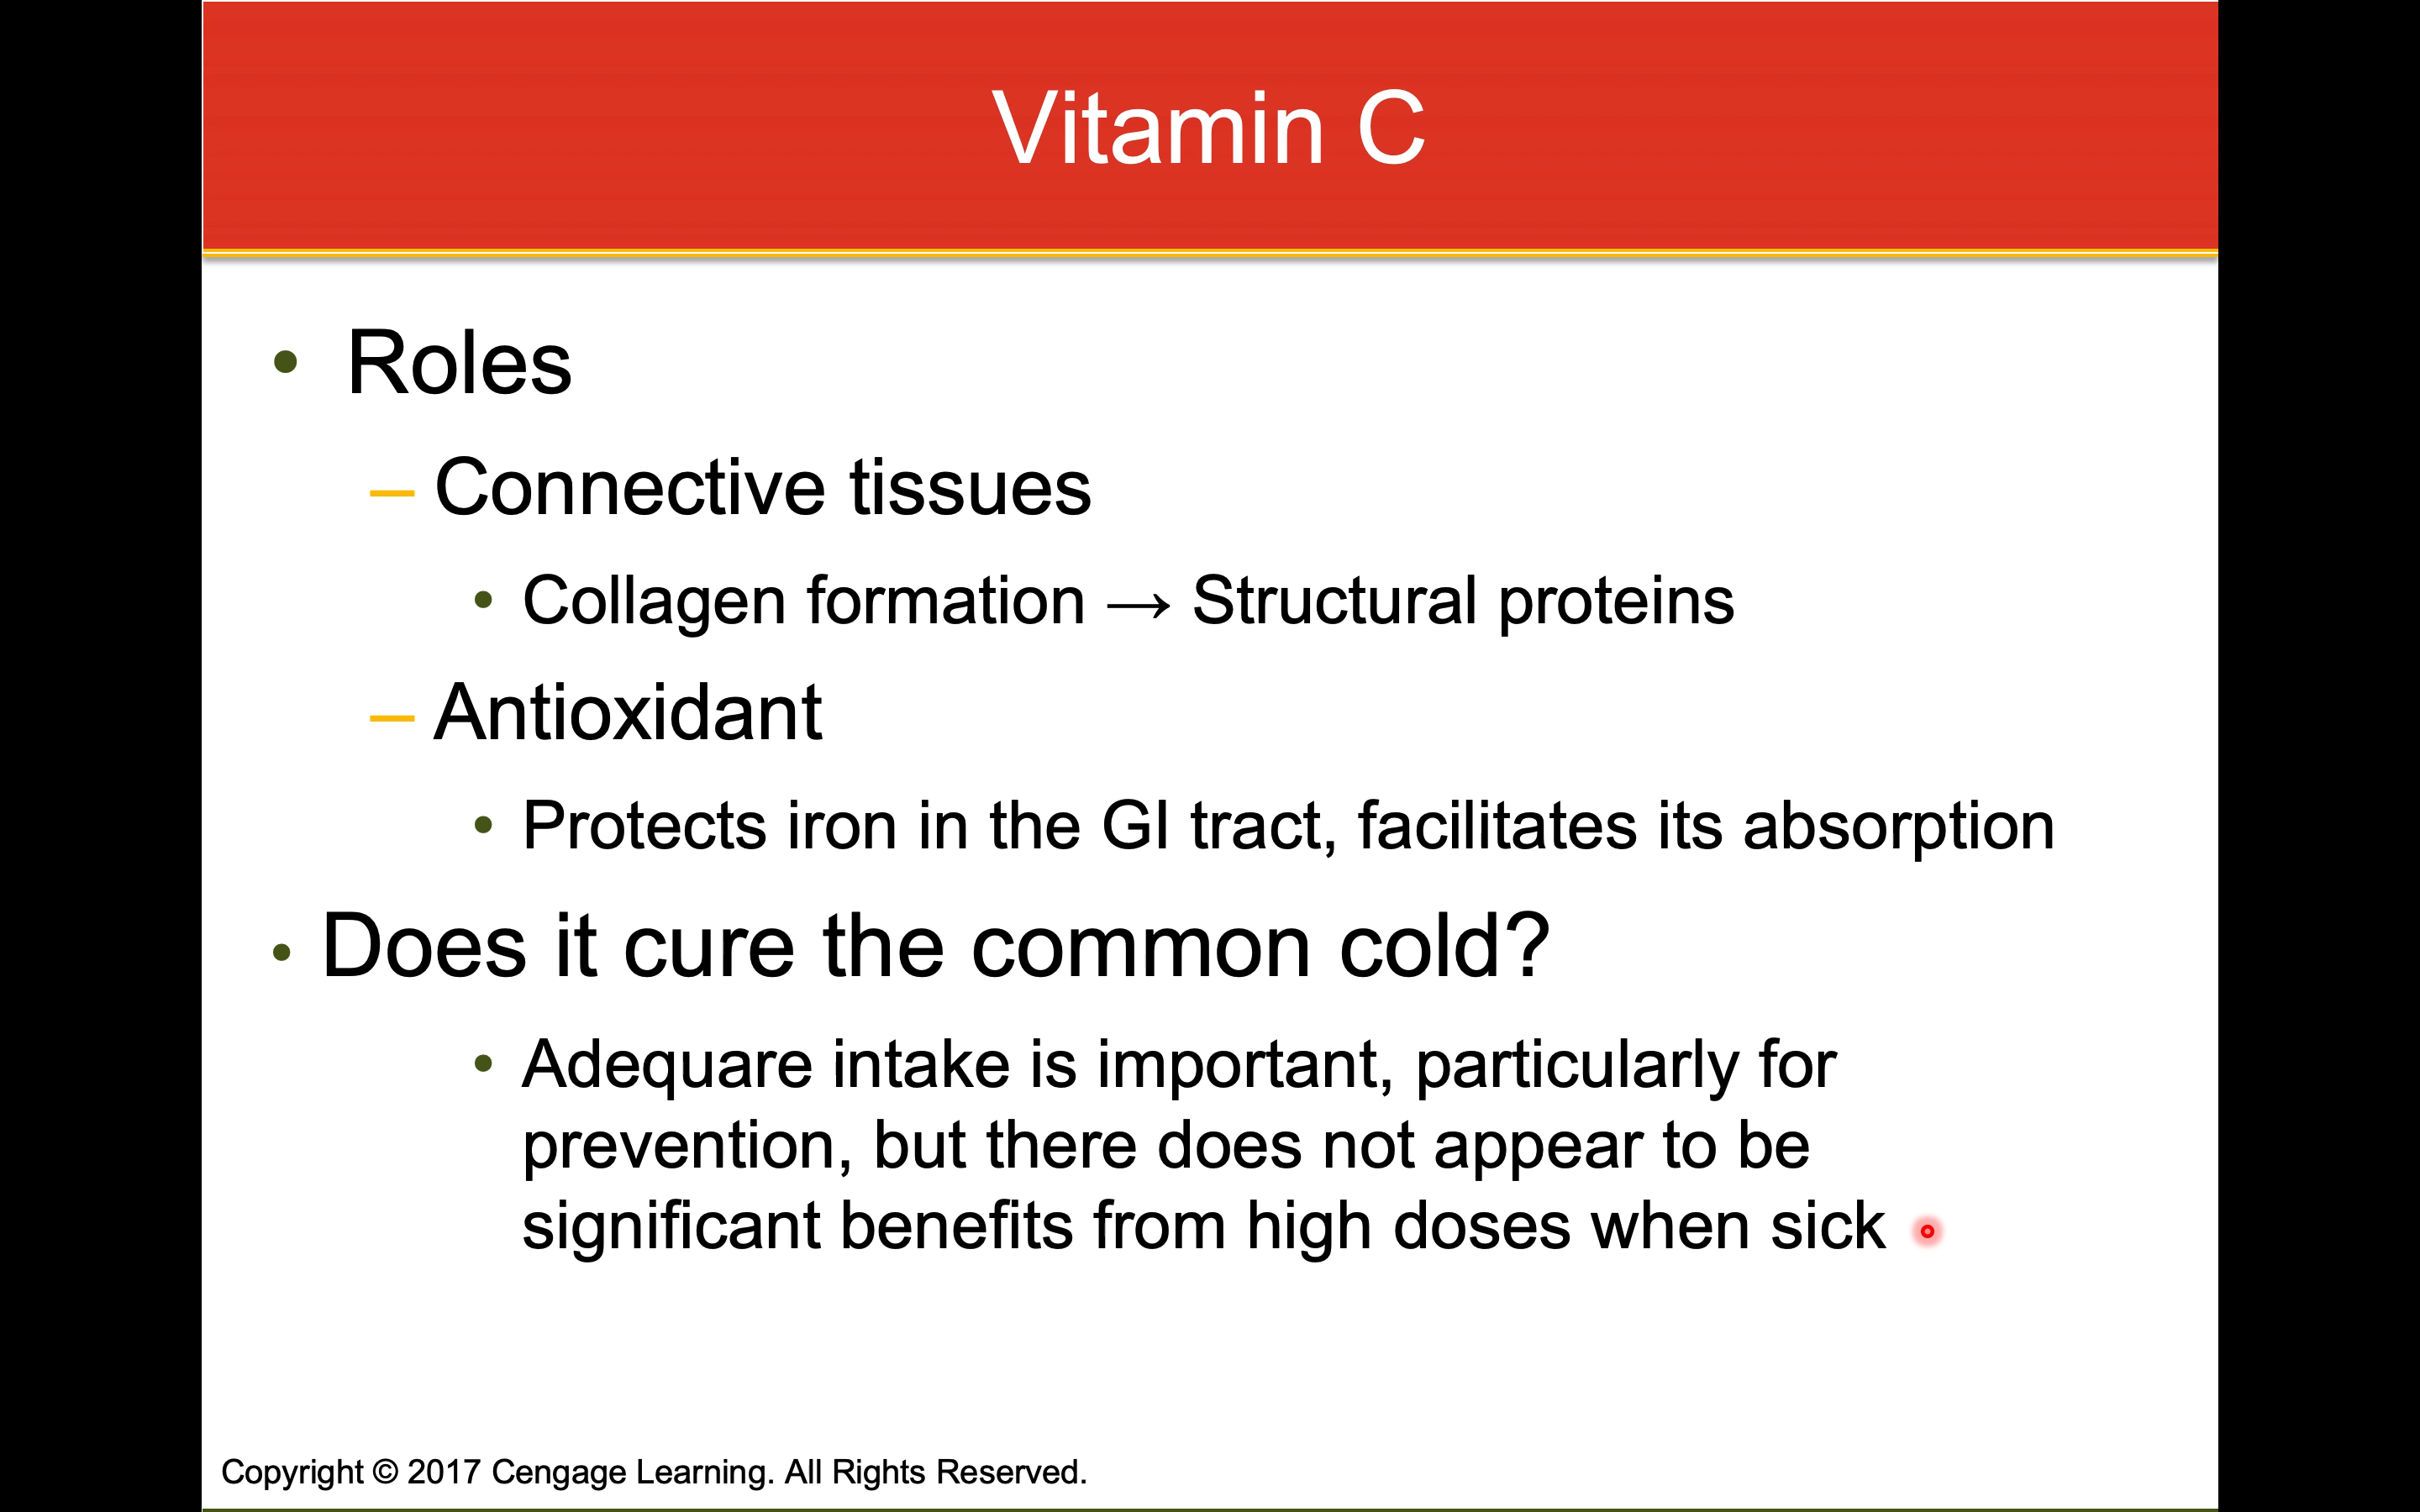 Vitamin C
• Roles
– Connective tissues
• Collagen formation → Structural proteins
– Antioxidant
• Protects iron in the GI tract, facilitates its absorption
• Does it cure the common cold?
• Adequare intake is important, particularly for
prevention, but there does not appear to be
significant benefits from high doses when sick
Copyright © 2017 Cengage Learning. All Rights Reserved.